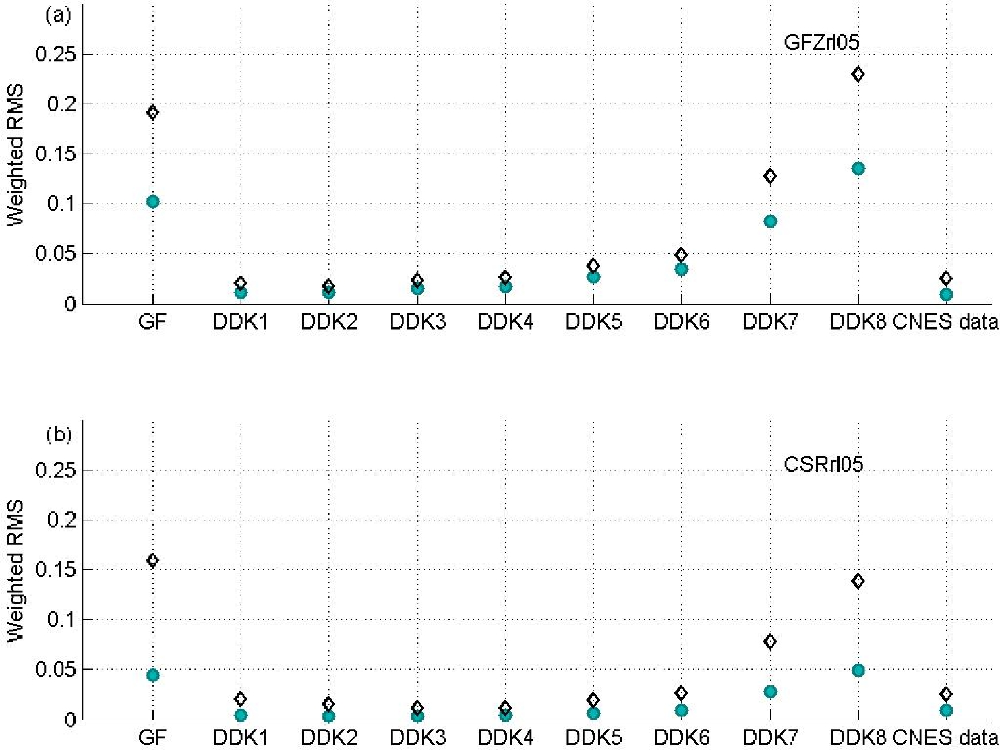 (a)
GFZrl05
Weighted RMS
0.25
0.2
0.15
0.1
0.05
0
GF DDK1 DDK2 DDK3 DDK4 DDK5 DDK6 DDK7 DDK8 CNES data
(b)
CSRrl05
Weighted RMS
0.25
0.2
0.15
0.1
0.05
0
GF DDK1 DDK2 DDK3 DDK4 DDK5 DDK6 DDK7 DDK8 CNES data